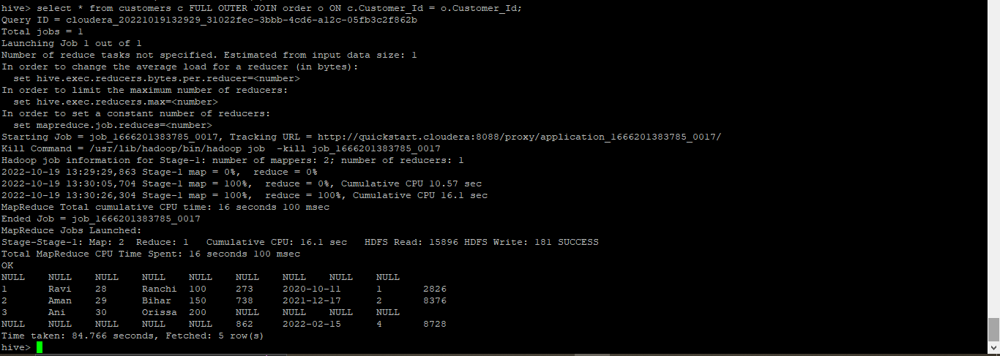 hive> select * from customers c FULL OUTER JOIN order o ON c.Customer_Id = o.Customer_Id;
Query ID = cloudera_20221019132929_31022fec-3bbb-4cd6-a12c-05fb3c2f862b
Total jobs = 1
Launching Job 1 out of 1
Number of reduce tasks not specified. Estimated from input data size: 1
In order to change the average load for a reducer (in bytes):
  set hive.exec.reducers.bytes.per.reducer=<number>
In order to limit the maximum number of reducers:
  set hive.exec.reducers.max=<number>
In order to set a constant number of reducers:
  set mapreduce.job.reduces=<number>
Starting Job = job_1666201383785_0017, Tracking URL = http://quickstart.cloudera:8088/proxy/application_1666201383785_0017/
Kill Command = /usr/lib/hadoop/bin/hadoop job  -kill job_1666201383785_0017
Hadoop job information for Stage-1: number of mappers: 2; number of reducers: 1
2022-10-19 13:29:29,863 Stage-1 map = 0%,  reduce = 0%
2022-10-19 13:30:05,704 Stage-1 map = 100%,  reduce = 0%, Cumulative CPU 10.57 sec
2022-10-19 13:30:26,304 Stage-1 map = 100%,  reduce = 100%, Cumulative CPU 16.1 sec
MapReduce Total cumulative CPU time: 16 seconds 100 msec
Ended Job = job_1666201383785_0017
MapReduce Jobs Launched:
Stage-Stage-1: Map: 2  Reduce: 1   Cumulative CPU: 16.1 sec   HDFS Read: 15896 HDFS Write: 181 SUCCESS
Total MapReduce CPU Time Spent: 16 seconds 100 msec
OK
NULL    NULL    NULL    NULL    NULL    NULL    NULL    NULL    NULL
1       Ravi    28      Ranchi  100     273     2020-10-11      1       2826
2       Aman    29      Bihar   150     738     2021-12-17      2       8376
3       Ani     30      Orissa  200     NULL    NULL    NULL    NULL
NULL    NULL    NULL    NULL    NULL    862     2022-02-15      4       8728
Time taken: 84.766 seconds, Fetched: 5 row(s)
hive>